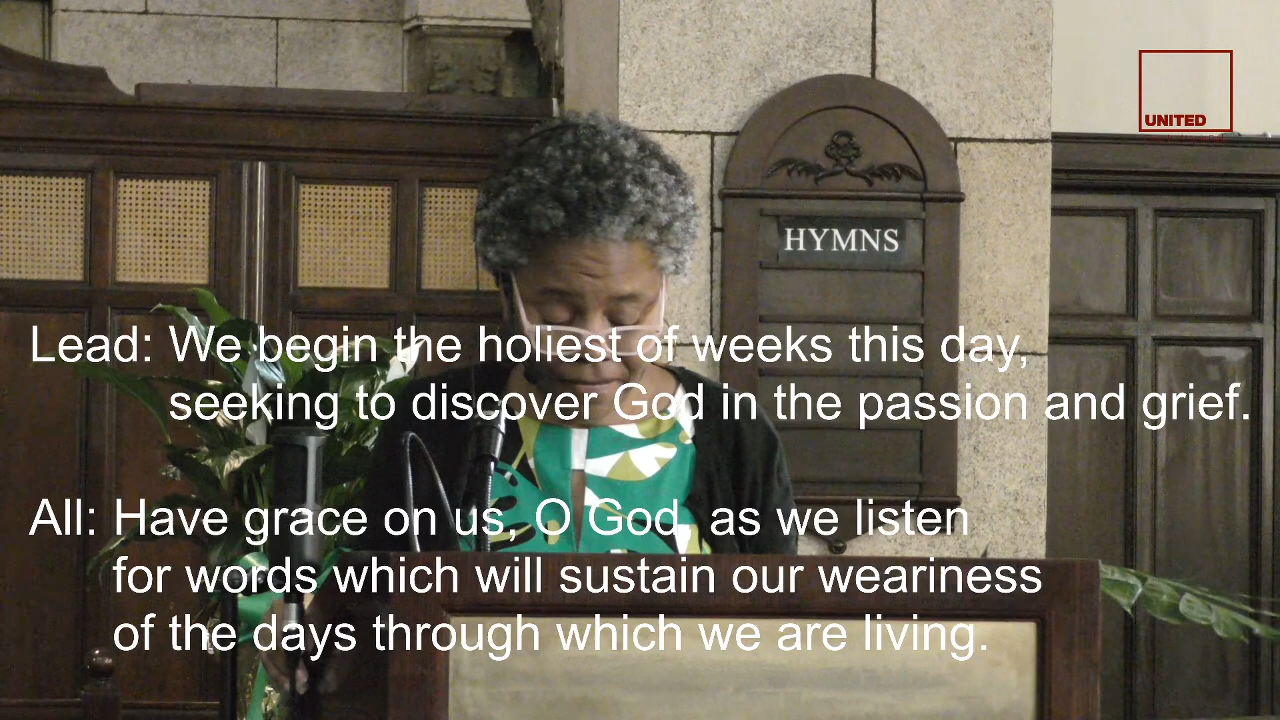 UNITED
HYMNS
Lead: We begin the holiest of weeks this day,
seeking to discover God in the passion and grief.
All: Have grace on us, O God, as we listen
for words which will sustain our weariness
of the days through which we are living.